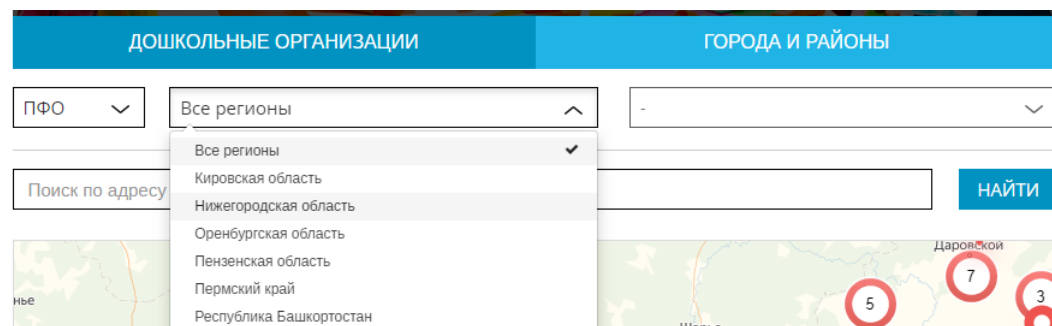 ДОШКОЛЬНЫЕ ОРГАНИЗАЦИИ
ГОРОДА И РАЙОНЫ
ПФО
Все регионы
-
Все регионы
Кировская область
Нижегородская область
Оренбургская область
Пензенская область
Пермский край
Республика Башкортостан
Поиск по адресу
НАЙТИ
Даровской
7
5
3
нье